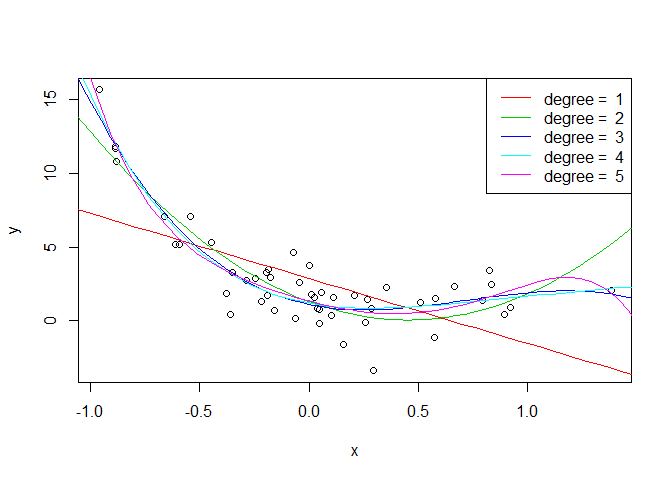 degree = 1
degree = 2
degree = 3
degree = 4
degree = 5
15
10
5
0
y
-1.0 -0.5 0.0 0.5 1.0
x